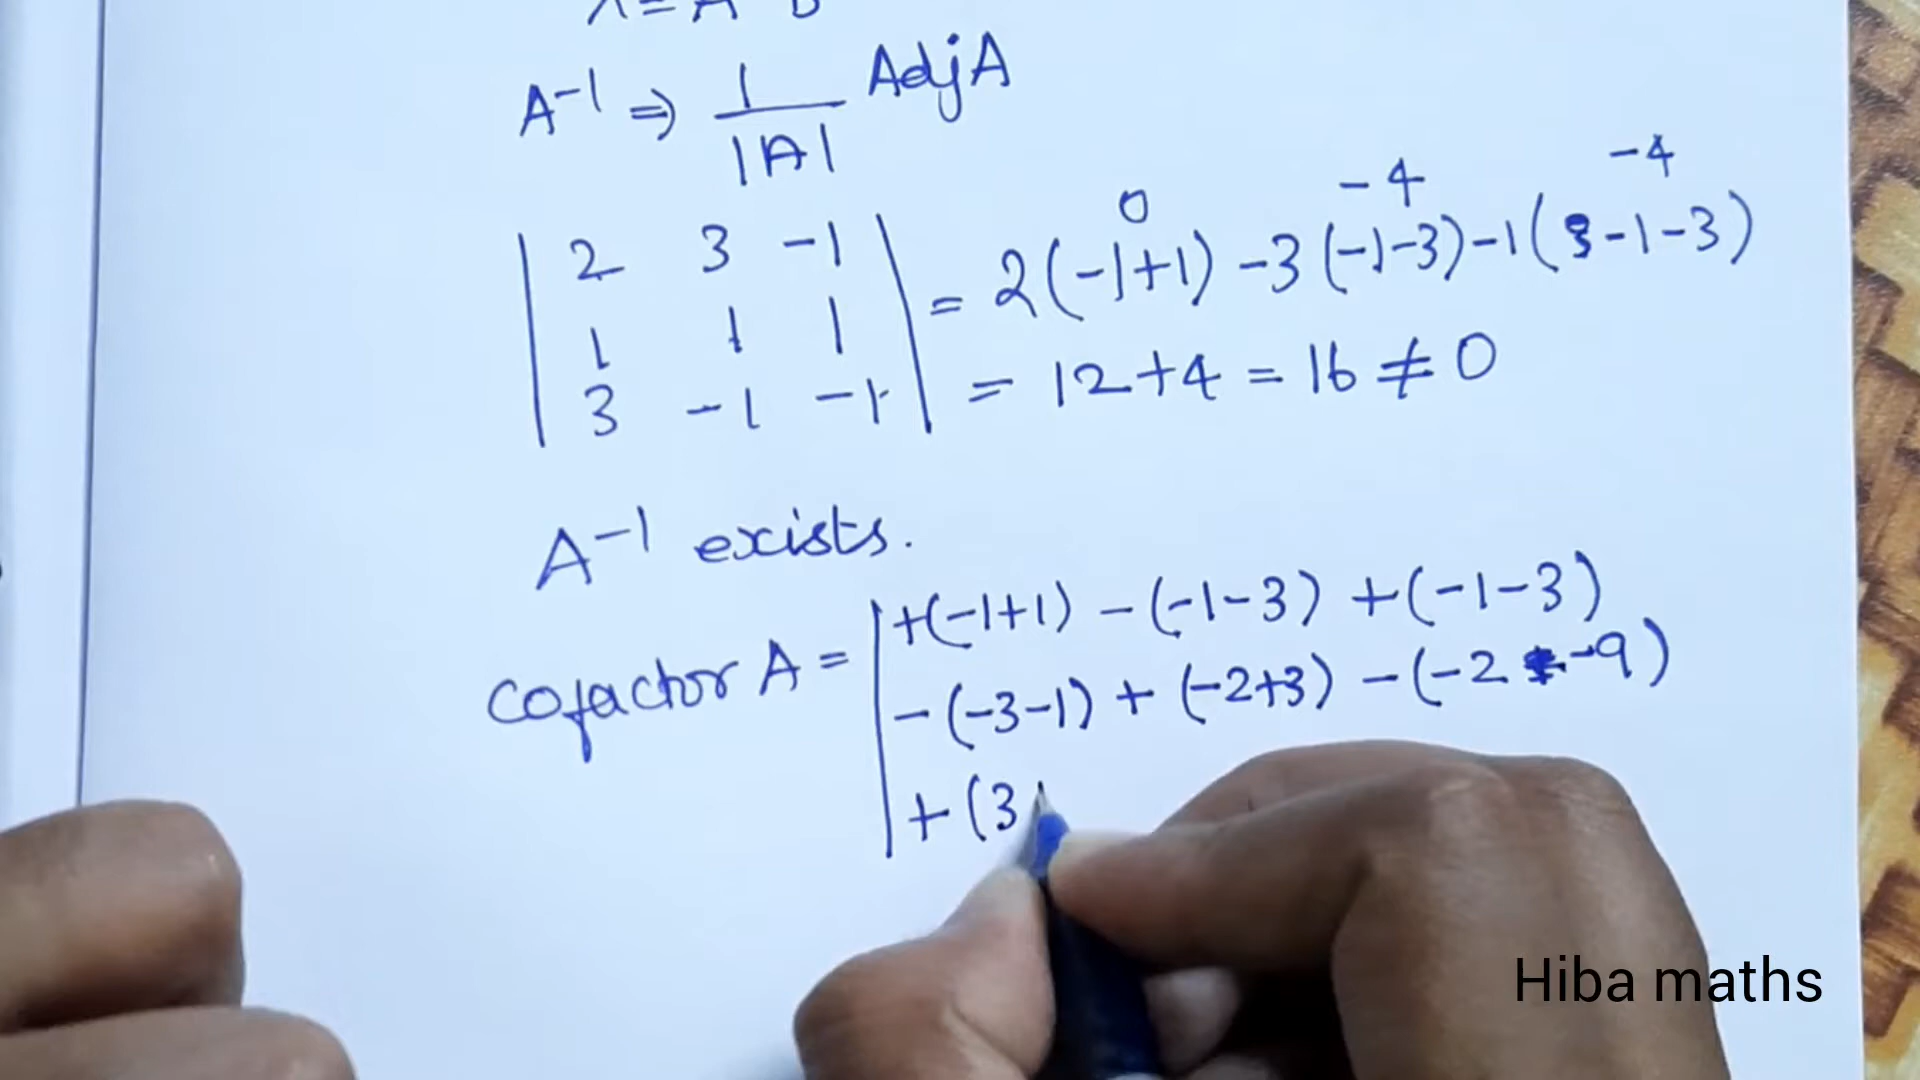 A⁻¹ ⇒ 1/|A| AdjA
0 -4 -4
| 2 3 -1 | = 2(-1+1) -3(-1-3)-1(3-1-3)
| 1 1 1 |
| 3 -1 -1 | = 12+4 = 16 ≠ 0
A⁻¹ exists.
+(-1+1) -(-1-3) +(-1-3)
Cofactor A =
-(-3-1) + (-2+3) -(-2 -9)
+ (3
Hiba maths